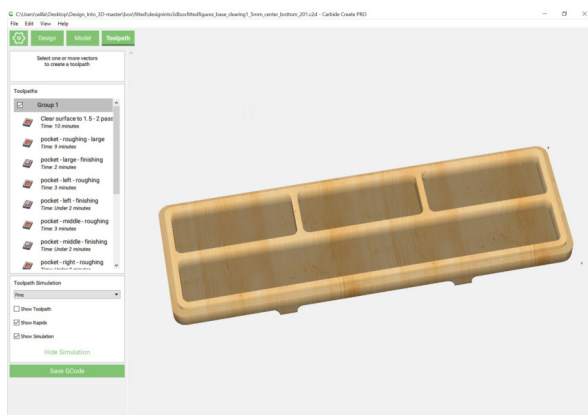 C:\Users\willa\Desktop\Design_Into_3D-master\box\fitted\designinto3dboxfittedfigures_base_clearing1_5mm_center_bottom_201.c2d - Carbide Create PRO
File Edit View Help
Design Model Toolpath
Select one or more vectors
to create a toolpath
Toolpaths
Group 1
Clear surface to 1.5 - 2 pass
Time: 10 minutes
pocket - roughing - large
Time: 9 minutes
pocket - large - finishing
Time: 2 minutes
pocket - left - roughing
Time: 3 minutes
pocket - left - finishing
Time: Under 2 minutes
pocket - middle - roughing
Time: 3 minutes
pocket - middle - finishing
Time: Under 2 minutes
pocket - right - roughing
Toolpath Simulation
Fine
Show Toolpath
Show Rapids
Show Simulation
Hide Simulation
Save GCode